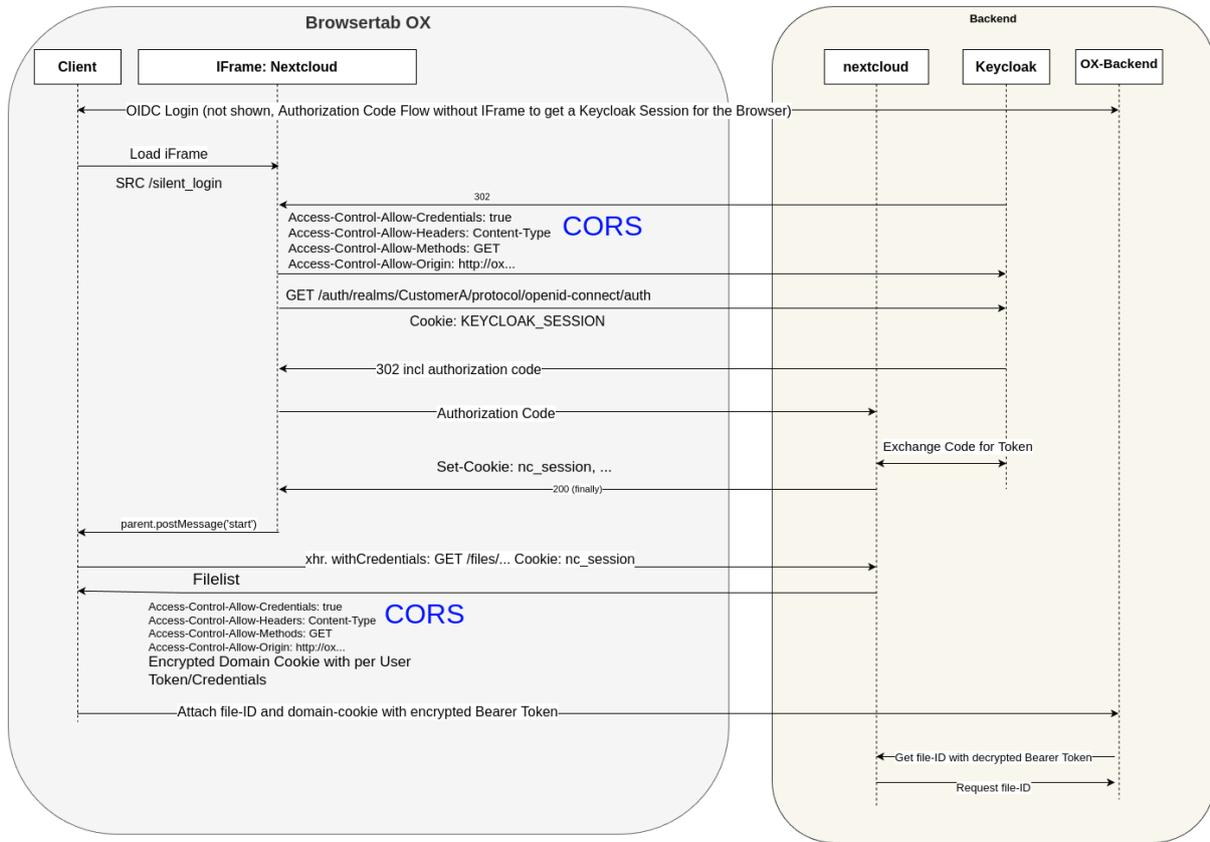 Browsertab OX
Backend
Client
IFrame: Nextcloud
nextcloud
Keycloak
OX-Backend
OIDC Login (not shown, Authorization Code Flow without IFrame to get a Keycloak Session for the Browser)
Load iFrame
SRC /silent_login
302
Access-Control-Allow-Credentials: true
Access-Control-Allow-Headers: Content-Type
Access-Control-Allow-Methods: GET
Access-Control-Allow-Origin: http://ox...
CORS
GET /auth/realms/CustomerA/protocol/openid-connect/auth
Cookie: KEYCLOAK_SESSION
302 incl authorization code
Authorization Code
Exchange Code for Token
Set-Cookie: nc_session, ...
200 (finally)
parent.postMessage('start')
xhr. withCredentials: GET /files/... Cookie: nc_session
Filelist
Access-Control-Allow-Credentials: true
Access-Control-Allow-Headers: Content-Type
Access-Control-Allow-Methods: GET
Access-Control-Allow-Origin: http://ox...
CORS
Encrypted Domain Cookie with per User
Token/Credentials
Attach file-ID and domain-cookie with encrypted Bearer Token
Get file-ID with decrypted Bearer Token
Request file-ID